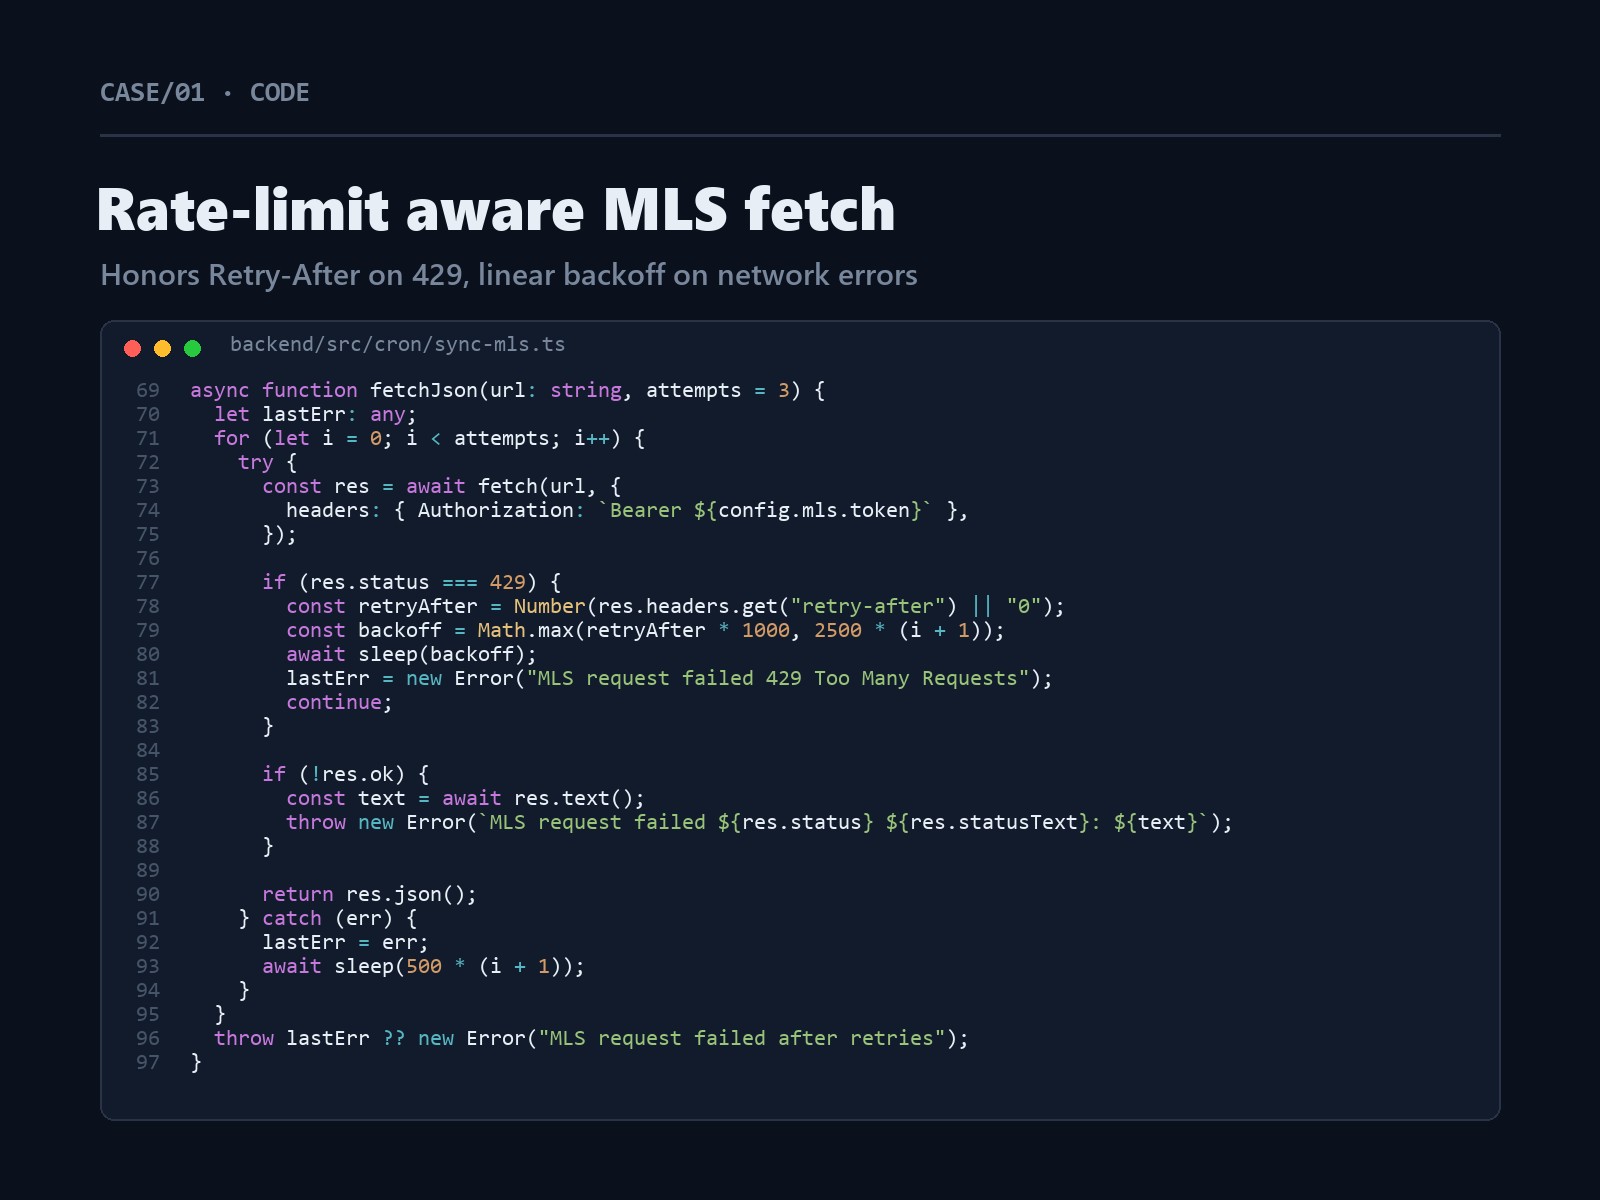 CASE/01 · CODE
Rate-limit aware MLS fetch
Honors Retry-After on 429, linear backoff on network errors
backend/src/cron/sync-mls.ts
69 async function fetchJson(url: string, attempts = 3) {
70   let lastErr: any;
71   for (let i = 0; i < attempts; i++) {
72     try {
73       const res = await fetch(url, {
74         headers: { Authorization: `Bearer ${config.mls.token}` },
75       });
76
77       if (res.status === 429) {
78         const retryAfter = Number(res.headers.get("retry-after") || "0");
79         const backoff = Math.max(retryAfter * 1000, 2500 * (i + 1));
80         await sleep(backoff);
81         lastErr = new Error("MLS request failed 429 Too Many Requests");
82         continue;
83       }
84
85       if (!res.ok) {
86         const text = await res.text();
87         throw new Error(`MLS request failed ${res.status} ${res.statusText}: ${text}`);
88       }
89
90       return res.json();
91     } catch (err) {
92       lastErr = err;
93       await sleep(500 * (i + 1));
94     }
95   }
96   throw lastErr ?? new Error("MLS request failed after retries");
97 }